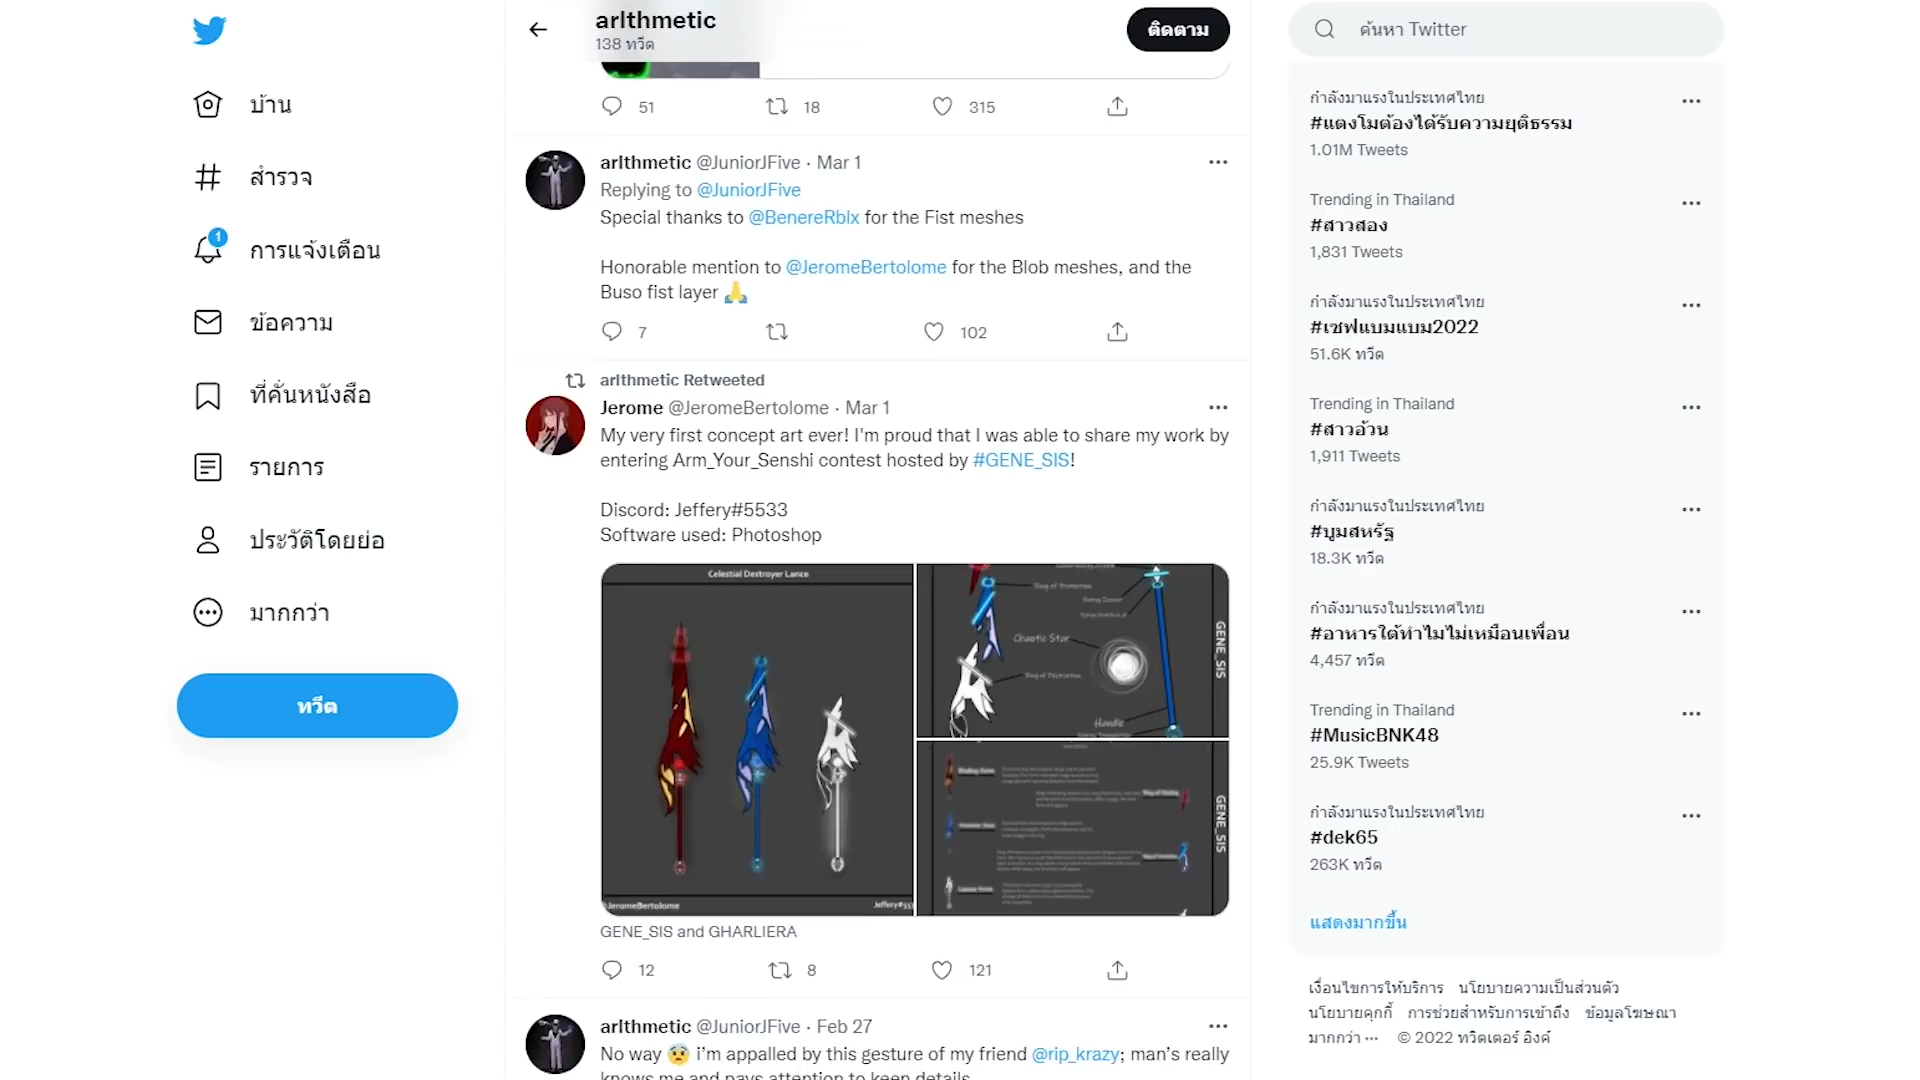 บ้าน
สำรวจ
1
การแจ้งเตือน
ข้อความ
ที่คั่นหนังสือ
รายการ
ประวัติโดยย่อ
มากกว่า
ทวีต
arlthmetic
138 ทวีต
ติดตาม
51 18 315
arlthmetic @JuniorJFive · Mar 1
Replying to @JuniorJFive
Special thanks to @BenereRblx for the Fist meshes
Honorable mention to @JeromeBertolome for the Blob meshes, and the
Buso fist layer 🙏
7 102
arlthmetic Retweeted
Jerome @JeromeBertolome · Mar 1
My very first concept art ever! I'm proud that I was able to share my work by
entering Arm_Your_Senshi contest hosted by #GENE_SIS!
Discord: Jeffery#5533
Software used: Photoshop
Celestial Destroyer Lance
@JeromeBertolome
Chaotic Star
Handle
GENE_SIS
GENE_SIS
GENE_SIS and GHARLIERA
12 8 121
arlthmetic @JuniorJFive · Feb 27
No way 😨 i'm appalled by this gesture of my friend @rip_krazy; man's really
knows me and pays attention to keen details
ค้นหา Twitter
กำลังมาแรงในประเทศไทย
#แตงโมต้องได้รับความยุติธรรม
1.01M Tweets
Trending in Thailand
#สาวสอง
1,831 Tweets
กำลังมาแรงในประเทศไทย
#เชฟแบมแบม2022
51.6K ทวีต
Trending in Thailand
#สาวอ้วน
1,911 Tweets
กำลังมาแรงในประเทศไทย
#บูมสหรัฐ
18.3K ทวีต
กำลังมาแรงในประเทศไทย
#อาหารใต้ทำไมไม่เหมือนเพื่อน
4,457 ทวีต
Trending in Thailand
#MusicBNK48
25.9K Tweets
กำลังมาแรงในประเทศไทย
#dek65
263K ทวีต
แสดงมากขึ้น
เงื่อนไขการให้บริการ นโยบายความเป็นส่วนตัว
นโยบายคุกกี้ การช่วยสำหรับการเข้าถึง ข้อมูลโฆษณา
มากกว่า ··· © 2022 ทวิตเตอร์ อิงค์